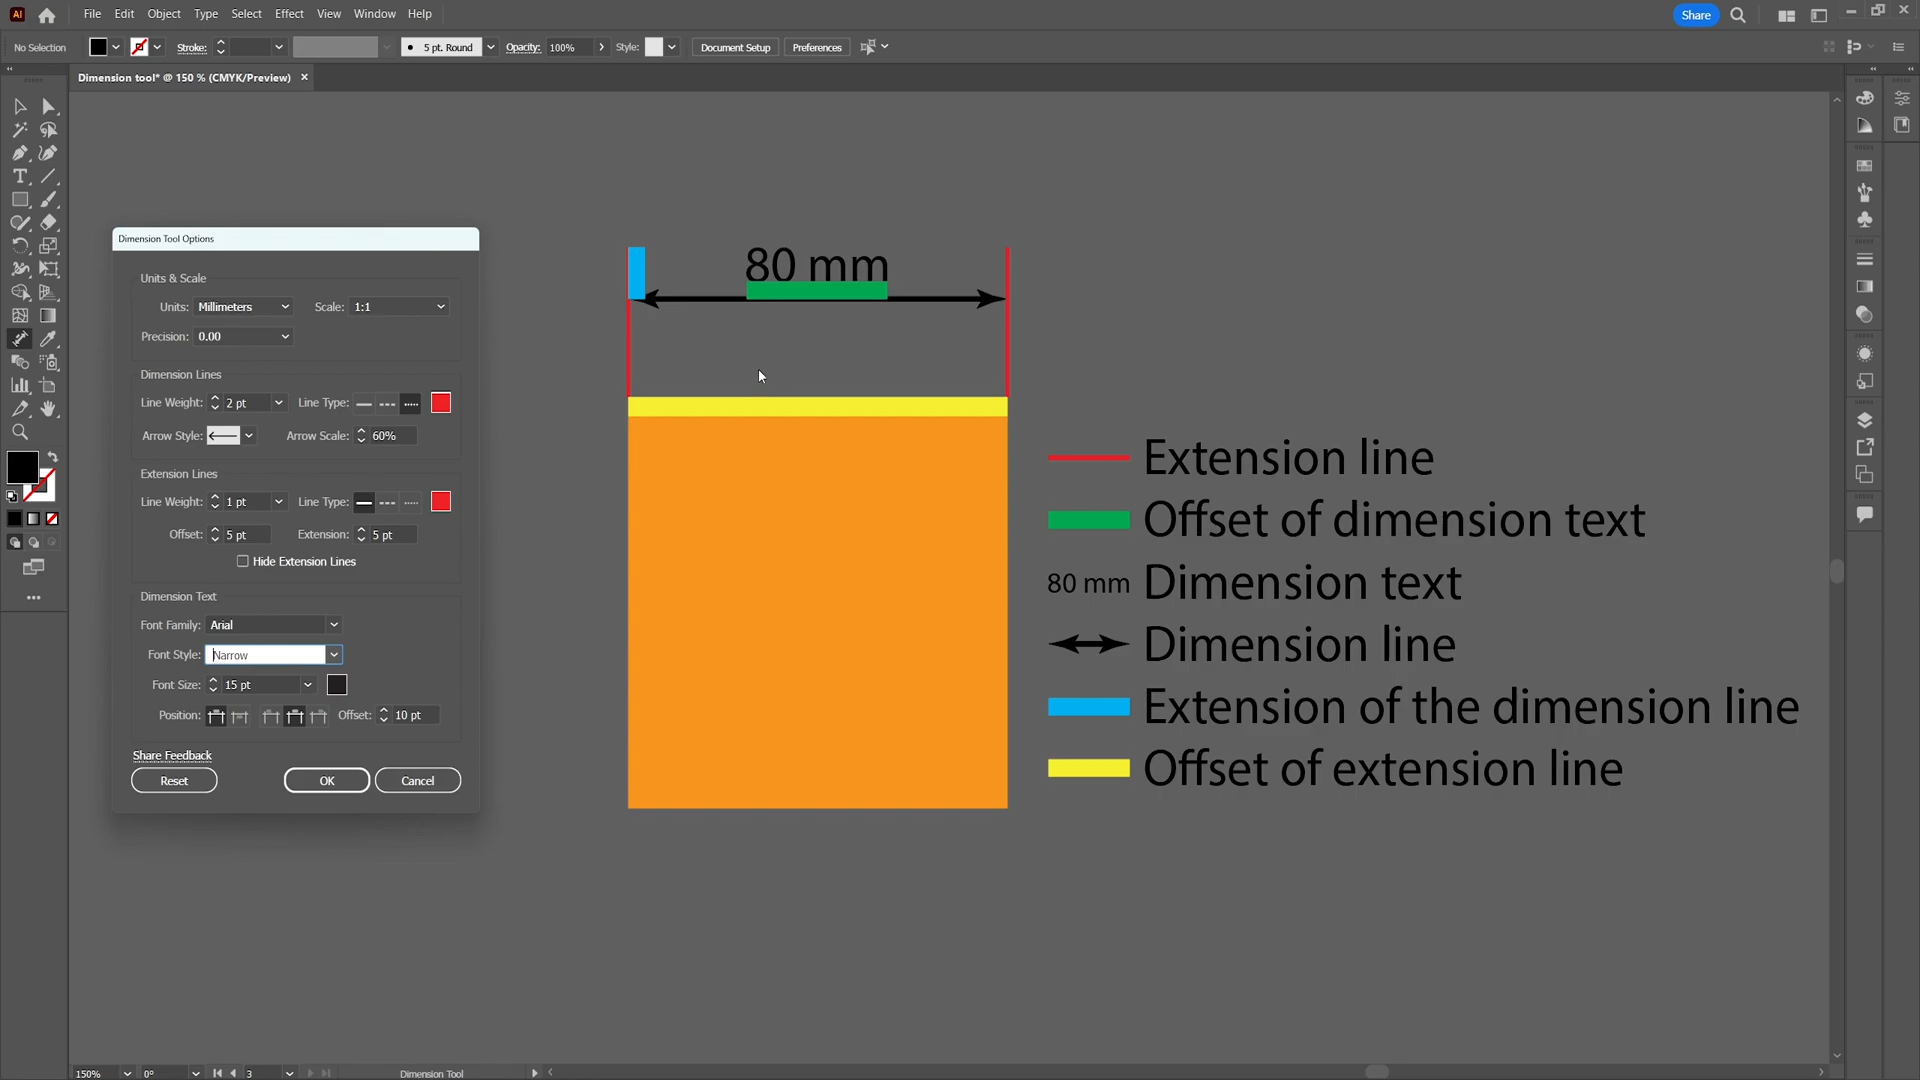 Ai File Edit Object Type Select Effect View Window Help Share
No Selection Stroke: 5 pt. Round Opacity: 100% Style: Document Setup Preferences
Dimension tool* @ 150 % (CMYK/Preview)
Dimension Tool Options
Units & Scale
Units: Millimeters Scale: 1:1
Precision: 0.00
Dimension Lines
Line Weight: 2 pt Line Type:
Arrow Style: Arrow Scale: 60%
Extension Lines
Line Weight: 1 pt Line Type:
Offset: 5 pt Extension: 5 pt
Hide Extension Lines
Dimension Text
Font Family: Arial
Font Style: Narrow
Font Size: 15 pt
Position: Offset: 10 pt
Share Feedback
Reset OK Cancel
80 mm
Extension line
Offset of dimension text
80 mm Dimension text
Dimension line
Extension of the dimension line
Offset of extension line
150% 0° 3 Dimension Tool